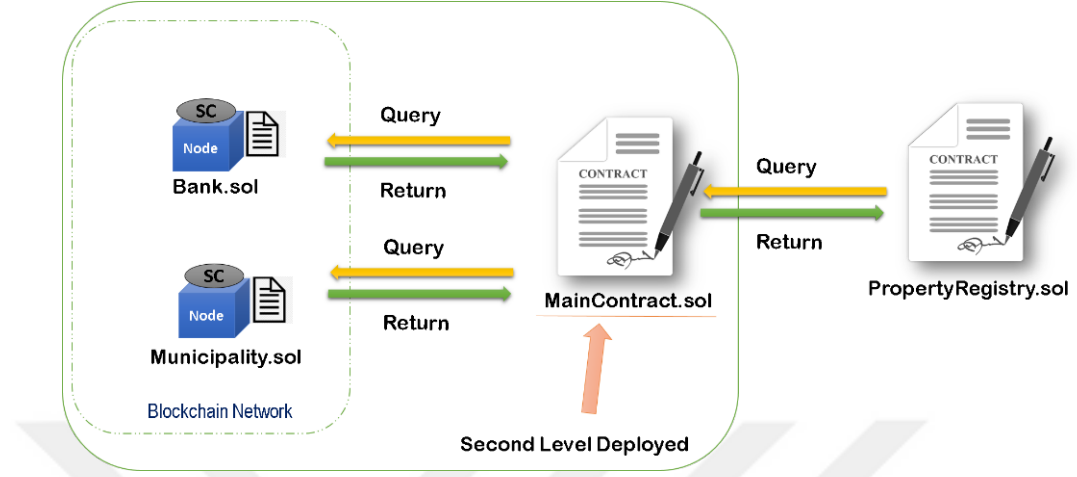 SC
Node
Bank.sol
Query
Return
SC
Node
Municipality.sol
Query
Return
Blockchain Network
CONTRACT
MainContract.sol
Second Level Deployed
Query
Return
CONTRACT
PropertyRegistry.sol